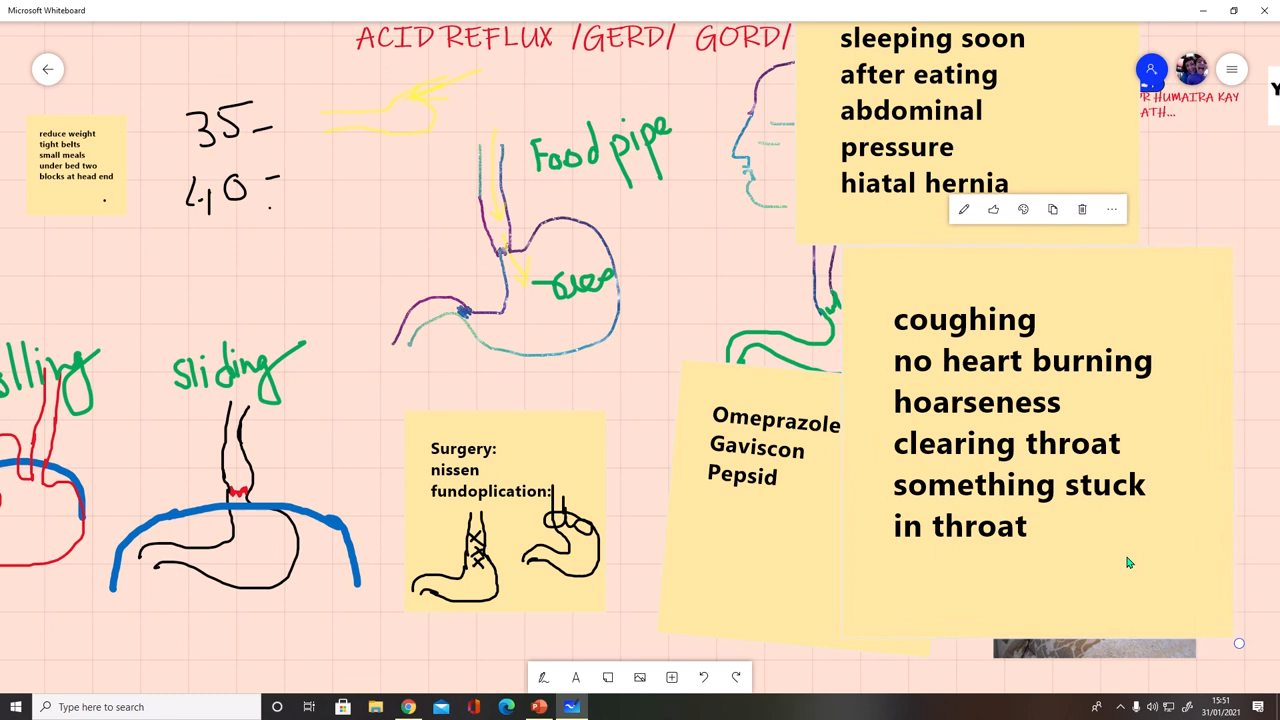 Microsoft Whiteboard
ACID REFLUX /GERD/ GORD/
sleeping soon
after eating
abdominal
pressure
hiatal hernia
HUMAIRA KAY
ATH...
reduce weight
tight belts
small meals
under bed two
blocks at head end
.
35-
40-
Food pipe
coughing
no heart burning
hoarseness
clearing throat
something stuck
in throat
lling
sliding
Omeprazole
Gaviscon
Pepsid
Surgery:
nissen
fundoplication:
Type here to search
15:51
31/01/2021